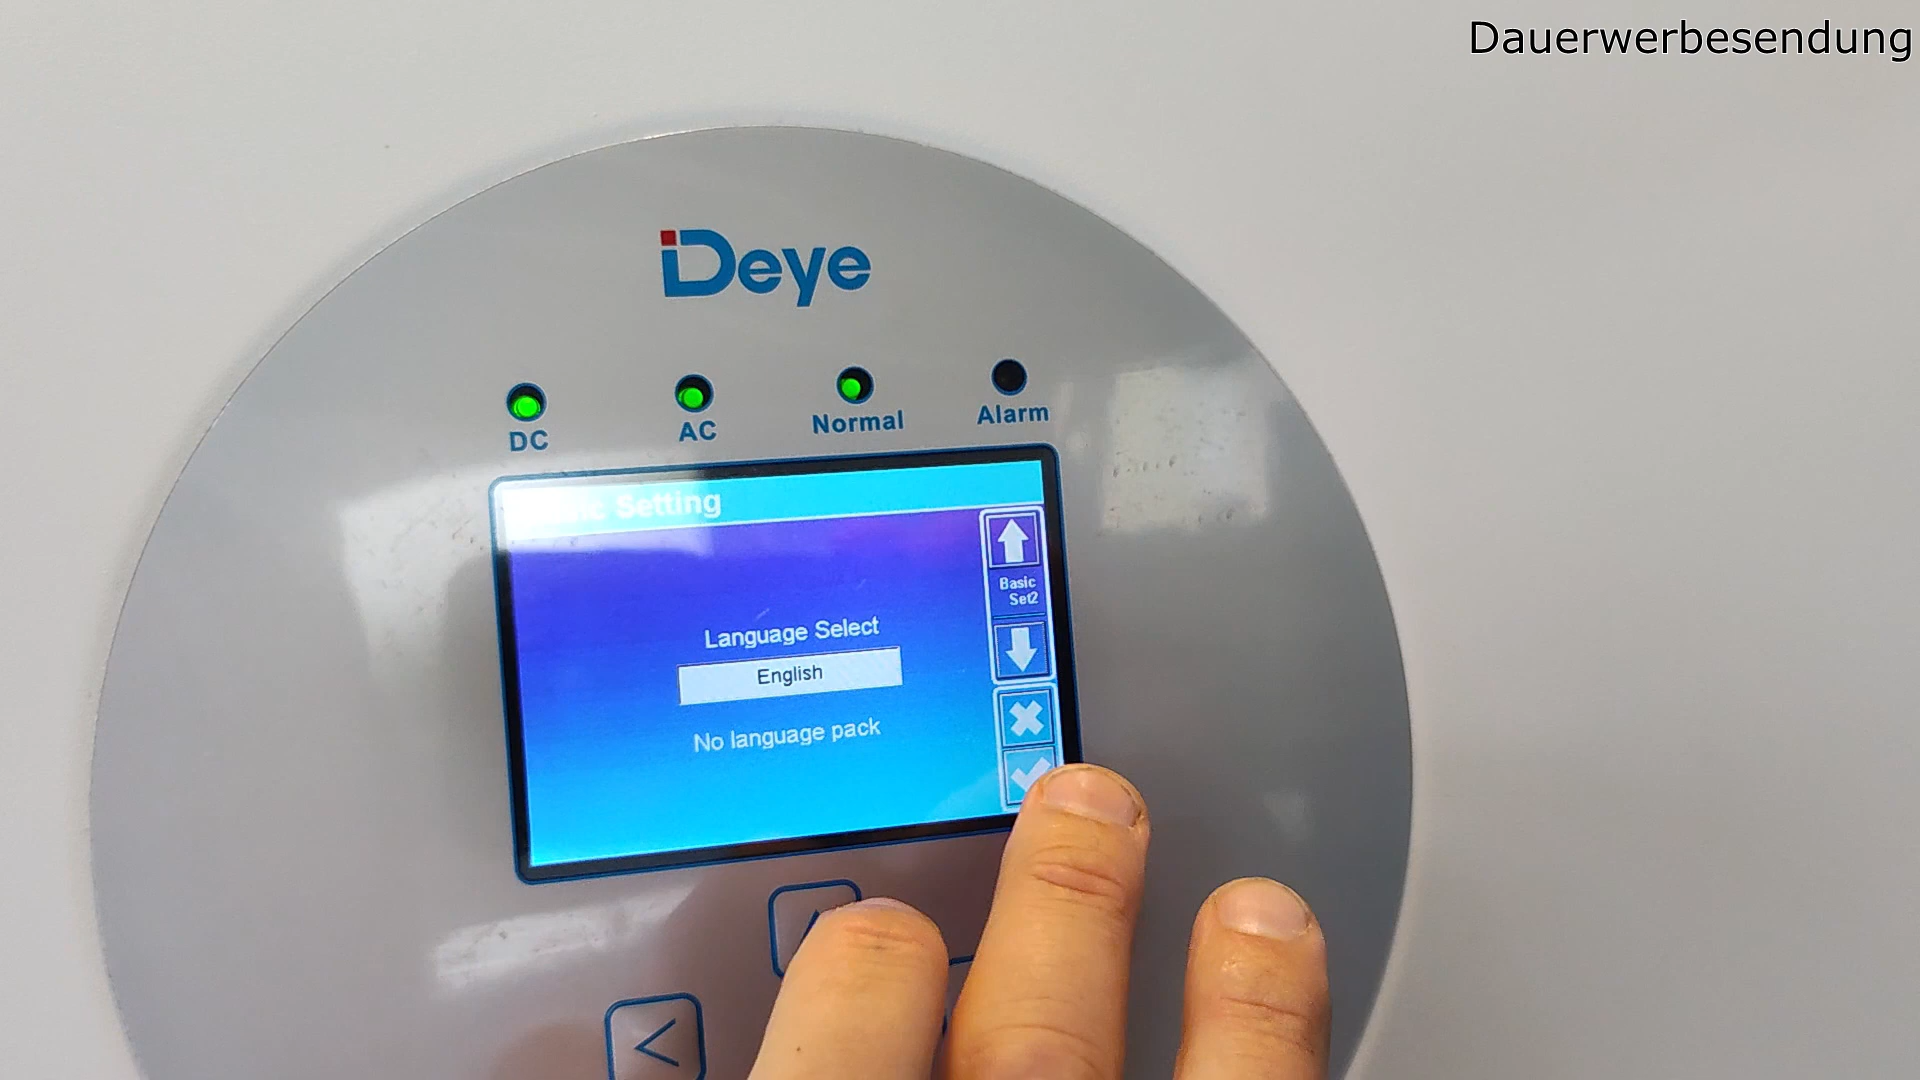 Dauerwerbesendung
Deye
DC
AC
Normal
Alarm
Setting
Basic
Set2
Language Select
English
No language pack